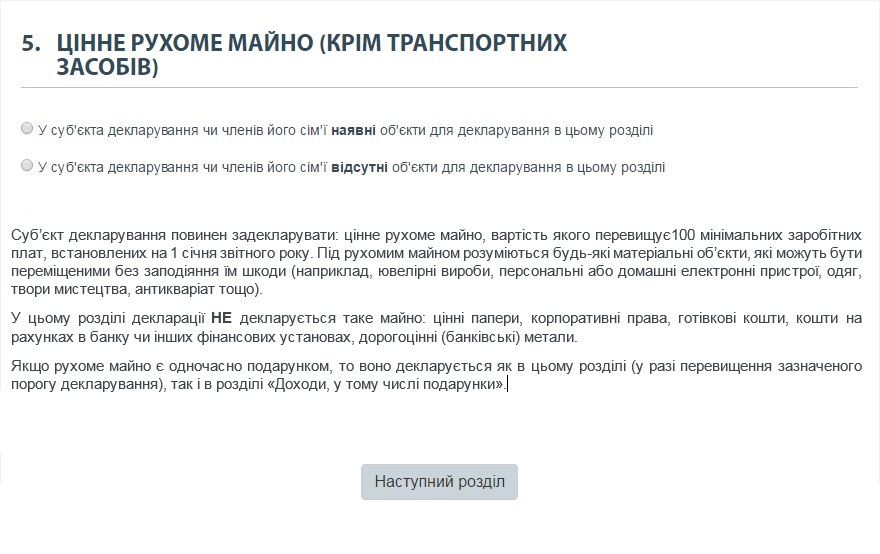 5. ЦІННЕ РУХОМЕ МАЙНО (КРІМ ТРАНСПОРТНИХ
ЗАСОБІВ)
У суб'єкта декларування чи членів його сім'ї наявні об'єкти для декларування в цьому розділі
У суб'єкта декларування чи членів його сім'ї відсутні об'єкти для декларування в цьому розділі
Суб’єкт декларування повинен задекларувати: цінне рухоме майно, вартість якого перевищує100 мінімальних заробітних
плат, встановлених на 1 січня звітного року. Під рухомим майном розуміються будь-які матеріальні об’єкти, які можуть бути
переміщеними без заподіяння їм шкоди (наприклад, ювелірні вироби, персональні або домашні електронні пристрої, одяг,
твори мистецтва, антикваріат тощо).
У цьому розділі декларації НЕ декларується таке майно: цінні папери, корпоративні права, готівкові кошти, кошти на
рахунках в банку чи інших фінансових установах, дорогоцінні (банківські) метали.
Якщо рухоме майно є одночасно подарунком, то воно декларується як в цьому розділі (у разі перевищення зазначеного
порогу декларування), так і в розділі «Доходи, у тому числі подарунки».
Наступний розділ